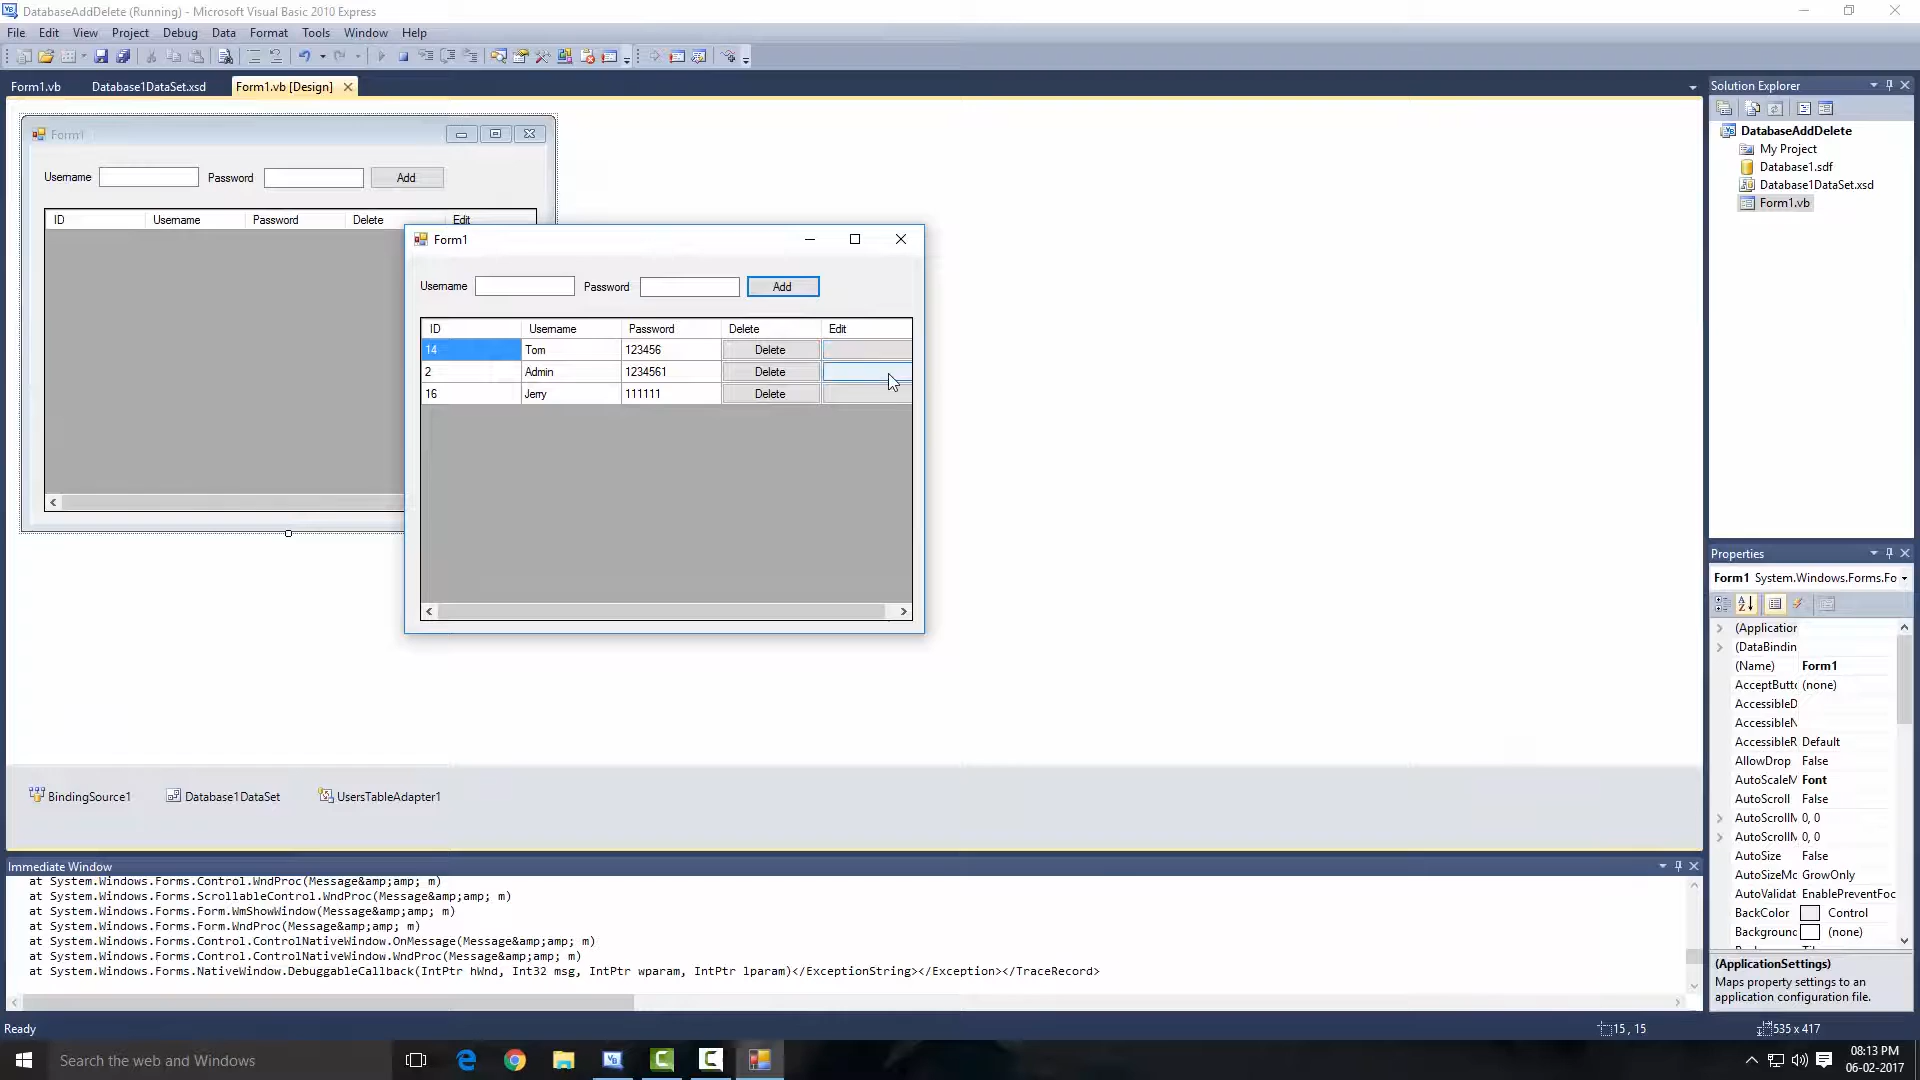 DatabaseAddDelete (Running) - Microsoft Visual Basic 2010 Express
File Edit View Project Debug Data Format Tools Window Help
Form1.vb Database1DataSet.xsd Form1.vb [Design]
Form1
Username Password Add
ID Username Password Delete Edit
Form1
Username Password Add
ID Username Password Delete Edit
14 Tom 123456 Delete
2 Admin 1234561 Delete
16 Jerry 111111 Delete
BindingSource1 Database1DataSet UsersTableAdapter1
Immediate Window
at System.Windows.Forms.Control.WndProc(Message&amp;amp; m)
at System.Windows.Forms.ScrollableControl.WndProc(Message&amp;amp; m)
at System.Windows.Forms.Form.WmShowWindow(Message&amp;amp; m)
at System.Windows.Forms.Form.WndProc(Message&amp;amp; m)
at System.Windows.Forms.Control.ControlNativeWindow.OnMessage(Message&amp;amp; m)
at System.Windows.Forms.Control.ControlNativeWindow.WndProc(Message&amp;amp; m)
at System.Windows.Forms.NativeWindow.DebuggableCallback(IntPtr hWnd, Int32 msg, IntPtr wparam, IntPtr lparam)</ExceptionString></Exception></TraceRecord>
Solution Explorer
DatabaseAddDelete
My Project
Database1.sdf
Database1DataSet.xsd
Form1.vb
Properties
Form1 System.Windows.Forms.Fo
(Application
(DataBindin
(Name) Form1
AcceptButto (none)
AccessibleD
AccessibleN
AccessibleR Default
AllowDrop False
AutoScaleM Font
AutoScroll False
AutoScrollM 0, 0
AutoScrollM 0, 0
AutoSize False
AutoSizeMo GrowOnly
AutoValidat EnablePreventFoc
BackColor Control
Background (none)
(ApplicationSettings)
Maps property settings to an
application configuration file.
Ready 15 , 15 535 x 417
Search the web and Windows
08:13 PM
06-02-2017